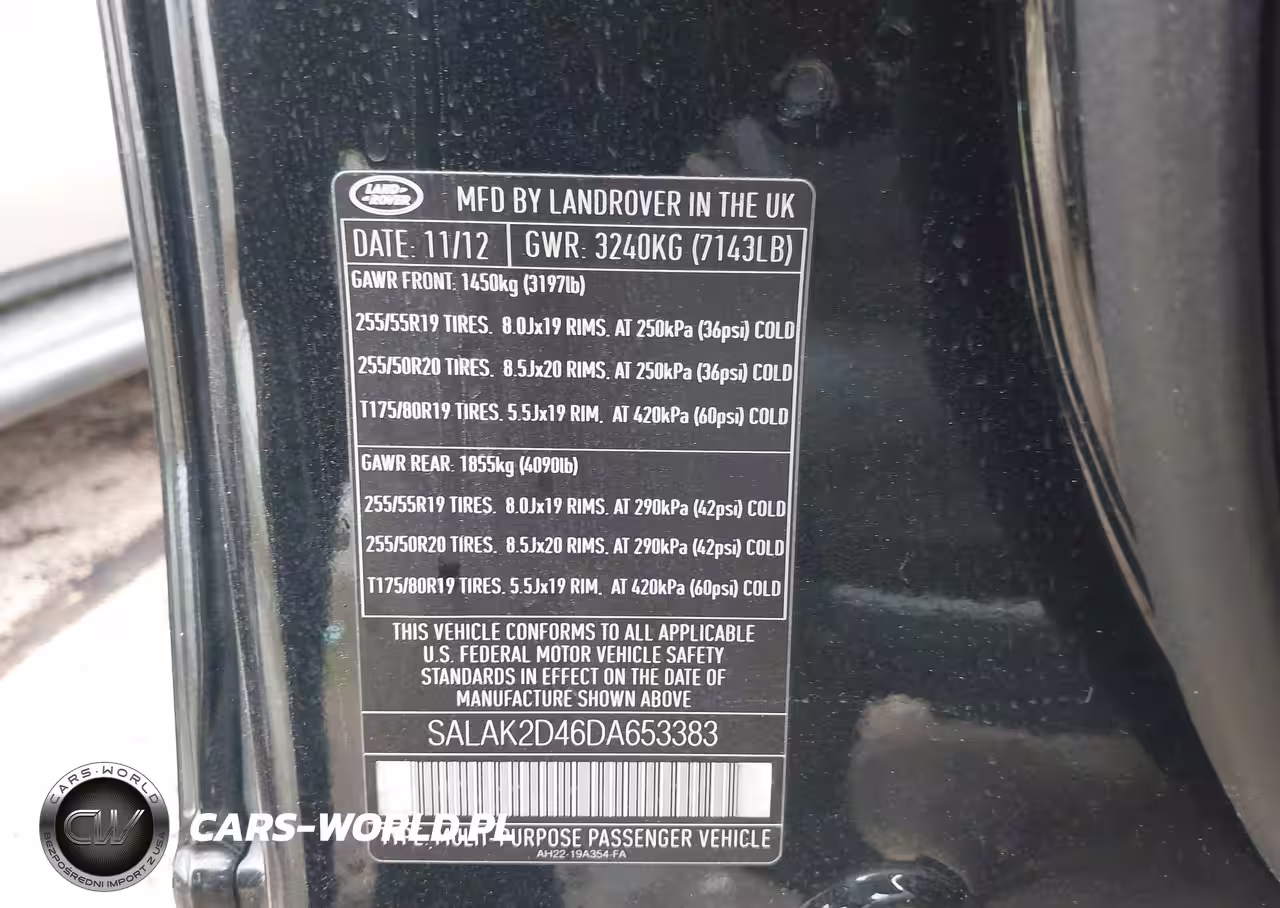 LAND ROVER
MFD BY LANDROVER IN THE UK
DATE: 11/12 GWR: 3240KG (7143LB)
GAWR FRONT: 1450kg (3197lb)
255/55R19 TIRES. 8.0Jx19 RIMS. AT 250kPa (36psi) COLD
255/50R20 TIRES. 8.5Jx20 RIMS. AT 250kPa (36psi) COLD
T175/80R19 TIRES. 5.5Jx19 RIM. AT 420kPa (60psi) COLD
GAWR REAR: 1855kg (4090lb)
255/55R19 TIRES. 8.0Jx19 RIMS. AT 290kPa (42psi) COLD
255/50R20 TIRES. 8.5Jx20 RIMS. AT 290kPa (42psi) COLD
T175/80R19 TIRES. 5.5Jx19 RIM. AT 420kPa (60psi) COLD
THIS VEHICLE CONFORMS TO ALL APPLICABLE
U.S. FEDERAL MOTOR VEHICLE SAFETY
STANDARDS IN EFFECT ON THE DATE OF
MANUFACTURE SHOWN ABOVE
SALAK2D46DA653383
TYPE: MULTI-PURPOSE PASSENGER VEHICLE
AH22-19A354-FA
CARS-WORLD
CW
BEZPOŚREDNI IMPORT Z USA
CARS-WORLD.PL